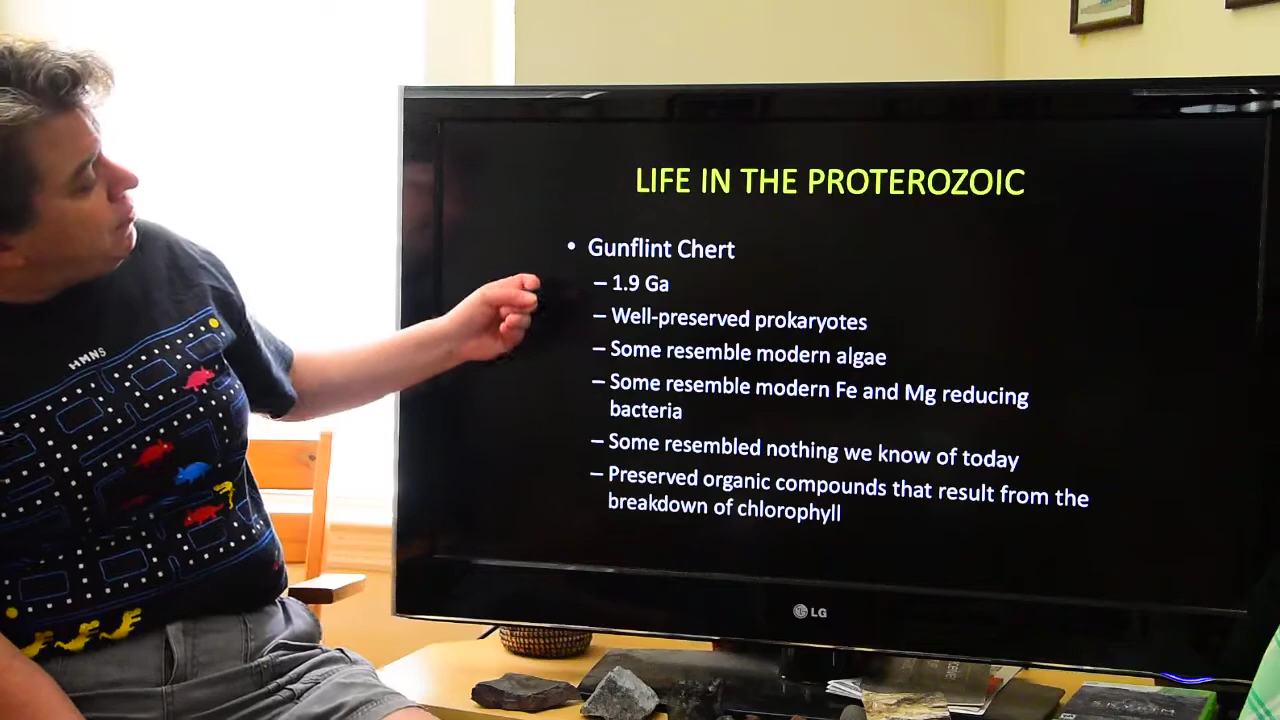 HMNS
LIFE IN THE PROTEROZOIC
• Gunflint Chert
– 1.9 Ga
– Well-preserved prokaryotes
– Some resemble modern algae
– Some resemble modern Fe and Mg reducing
bacteria
– Some resembled nothing we know of today
– Preserved organic compounds that result from the
breakdown of chlorophyll
LG